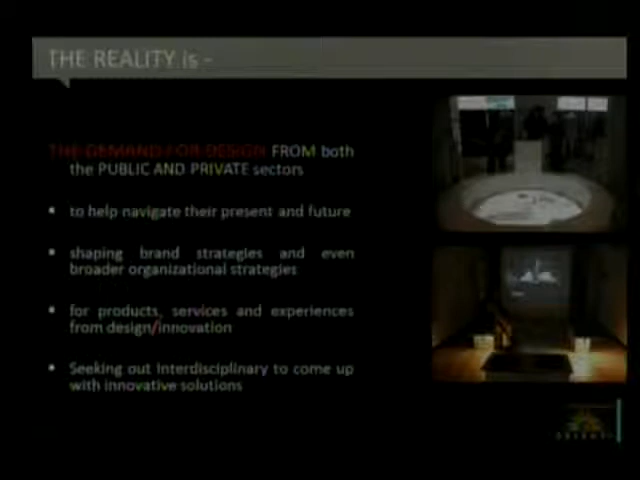 THE REALITY is -
THE DEMAND FOR DESIGN FROM both
the PUBLIC AND PRIVATE sectors
▪ to help navigate their present and future
▪ shaping brand strategies and even
broader organizational strategies
▪ for products, services and experiences
from design/innovation
▪ Seeking out interdisciplinary to come up
with innovative solutions